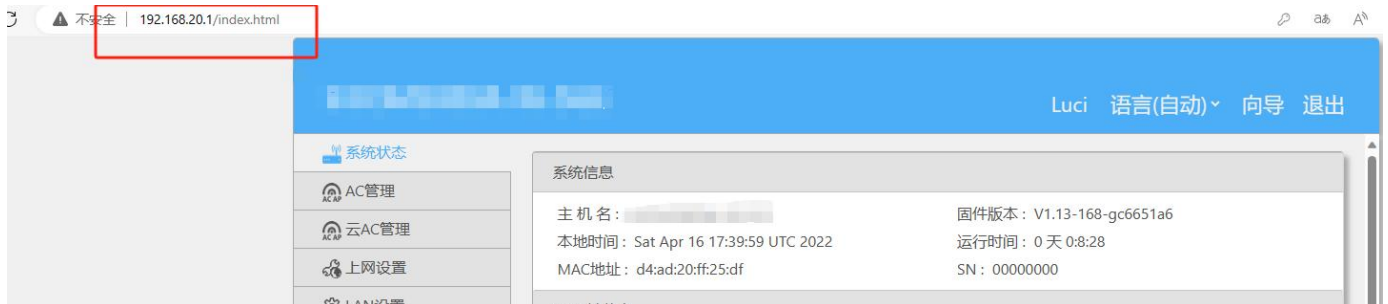 不安全 | 192.168.20.1/index.html
Luci 语言(自动) 向导 退出
系统状态
AC管理
云AC管理
上网设置
系统信息
主 机 名：
固件版本： V1.13-168-gc6651a6
本地时间： Sat Apr 16 17:39:59 UTC 2022
运行时间： 0 天 0:8:28
MAC地址： d4:ad:20:ff:25:df
SN： 00000000